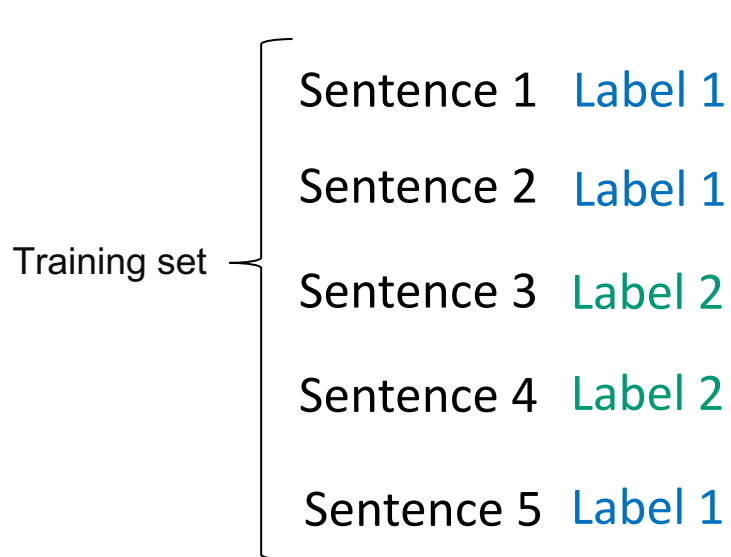 Sentence 1 Label 1
Sentence 2 Label 1
Training set
Sentence 3 Label 2
Sentence 4 Label 2
Sentence 5 Label 1